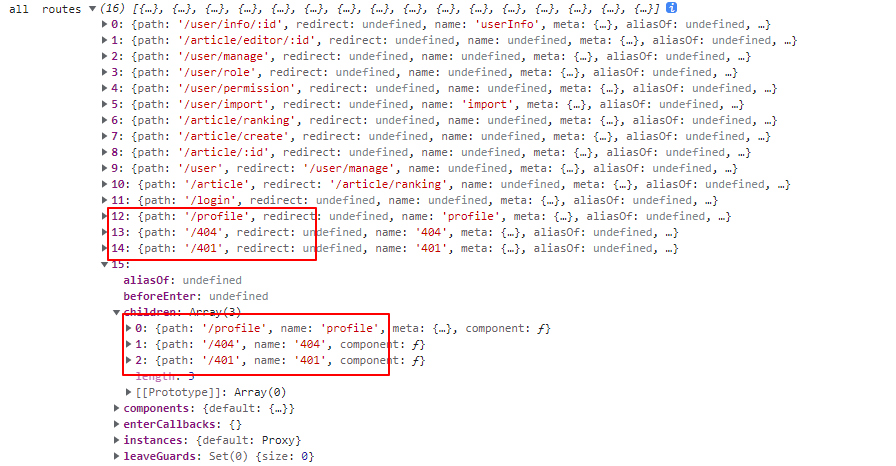 all routes ▼(16) [{…}, {…}, {…}, {…}, {…}, {…}, {…}, {…}, {…}, {…}, {…}, {…}, {…}, {…}, {…}, {…}] i
▶ 0: {path: '/user/info/:id', redirect: undefined, name: 'userInfo', meta: {…}, aliasOf: undefined, …}
▶ 1: {path: '/article/editor/:id', redirect: undefined, name: undefined, meta: {…}, aliasOf: undefined, …}
▶ 2: {path: '/user/manage', redirect: undefined, name: undefined, meta: {…}, aliasOf: undefined, …}
▶ 3: {path: '/user/role', redirect: undefined, name: undefined, meta: {…}, aliasOf: undefined, …}
▶ 4: {path: '/user/permission', redirect: undefined, name: undefined, meta: {…}, aliasOf: undefined, …}
▶ 5: {path: '/user/import', redirect: undefined, name: 'import', meta: {…}, aliasOf: undefined, …}
▶ 6: {path: '/article/ranking', redirect: undefined, name: undefined, meta: {…}, aliasOf: undefined, …}
▶ 7: {path: '/article/create', redirect: undefined, name: undefined, meta: {…}, aliasOf: undefined, …}
▶ 8: {path: '/article/:id', redirect: undefined, name: undefined, meta: {…}, aliasOf: undefined, …}
▶ 9: {path: '/user', redirect: '/user/manage', name: undefined, meta: {…}, aliasOf: undefined, …}
▶ 10: {path: '/article', redirect: '/article/ranking', name: undefined, meta: {…}, aliasOf: undefined, …}
▶ 11: {path: '/login', redirect: undefined, name: undefined, meta: {…}, aliasOf: undefined, …}
▶ 12: {path: '/profile', redirect: undefined, name: 'profile', meta: {…}, aliasOf: undefined, …}
▶ 13: {path: '/404', redirect: undefined, name: '404', meta: {…}, aliasOf: undefined, …}
▶ 14: {path: '/401', redirect: undefined, name: '401', meta: {…}, aliasOf: undefined, …}
▼ 15:
aliasOf: undefined
beforeEnter: undefined
▼ children: Array(3)
▶ 0: {path: '/profile', name: 'profile', meta: {…}, component: ƒ}
▶ 1: {path: '/404', name: '404', component: ƒ}
▶ 2: {path: '/401', name: '401', component: ƒ}
length: 3
▶ [[Prototype]]: Array(0)
▶ components: {default: {…}}
▶ enterCallbacks: {}
▶ instances: {default: Proxy}
▶ leaveGuards: Set(0) {size: 0}